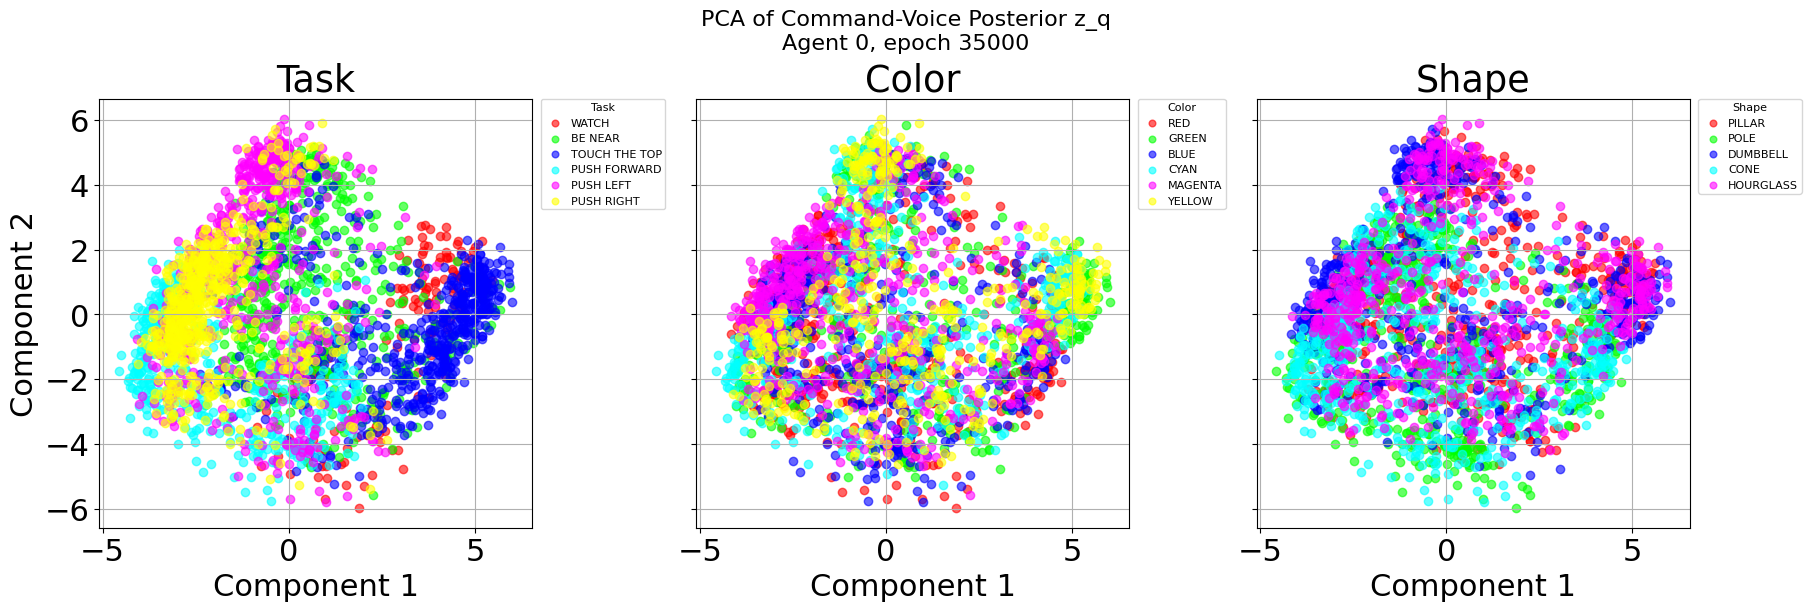 PCA of Command-Voice Posterior z_q
Agent 0, epoch 35000
Task
6
4
2
0
−2
−4
−6
Component 2
−5
0
5
Component 1
Task
WATCH
BE NEAR
TOUCH THE TOP
PUSH FORWARD
PUSH LEFT
PUSH RIGHT
Color
−5
0
5
Component 1
Color
RED
GREEN
BLUE
CYAN
MAGENTA
YELLOW
Shape
−5
0
5
Component 1
Shape
PILLAR
POLE
DUMBBELL
CONE
HOURGLASS